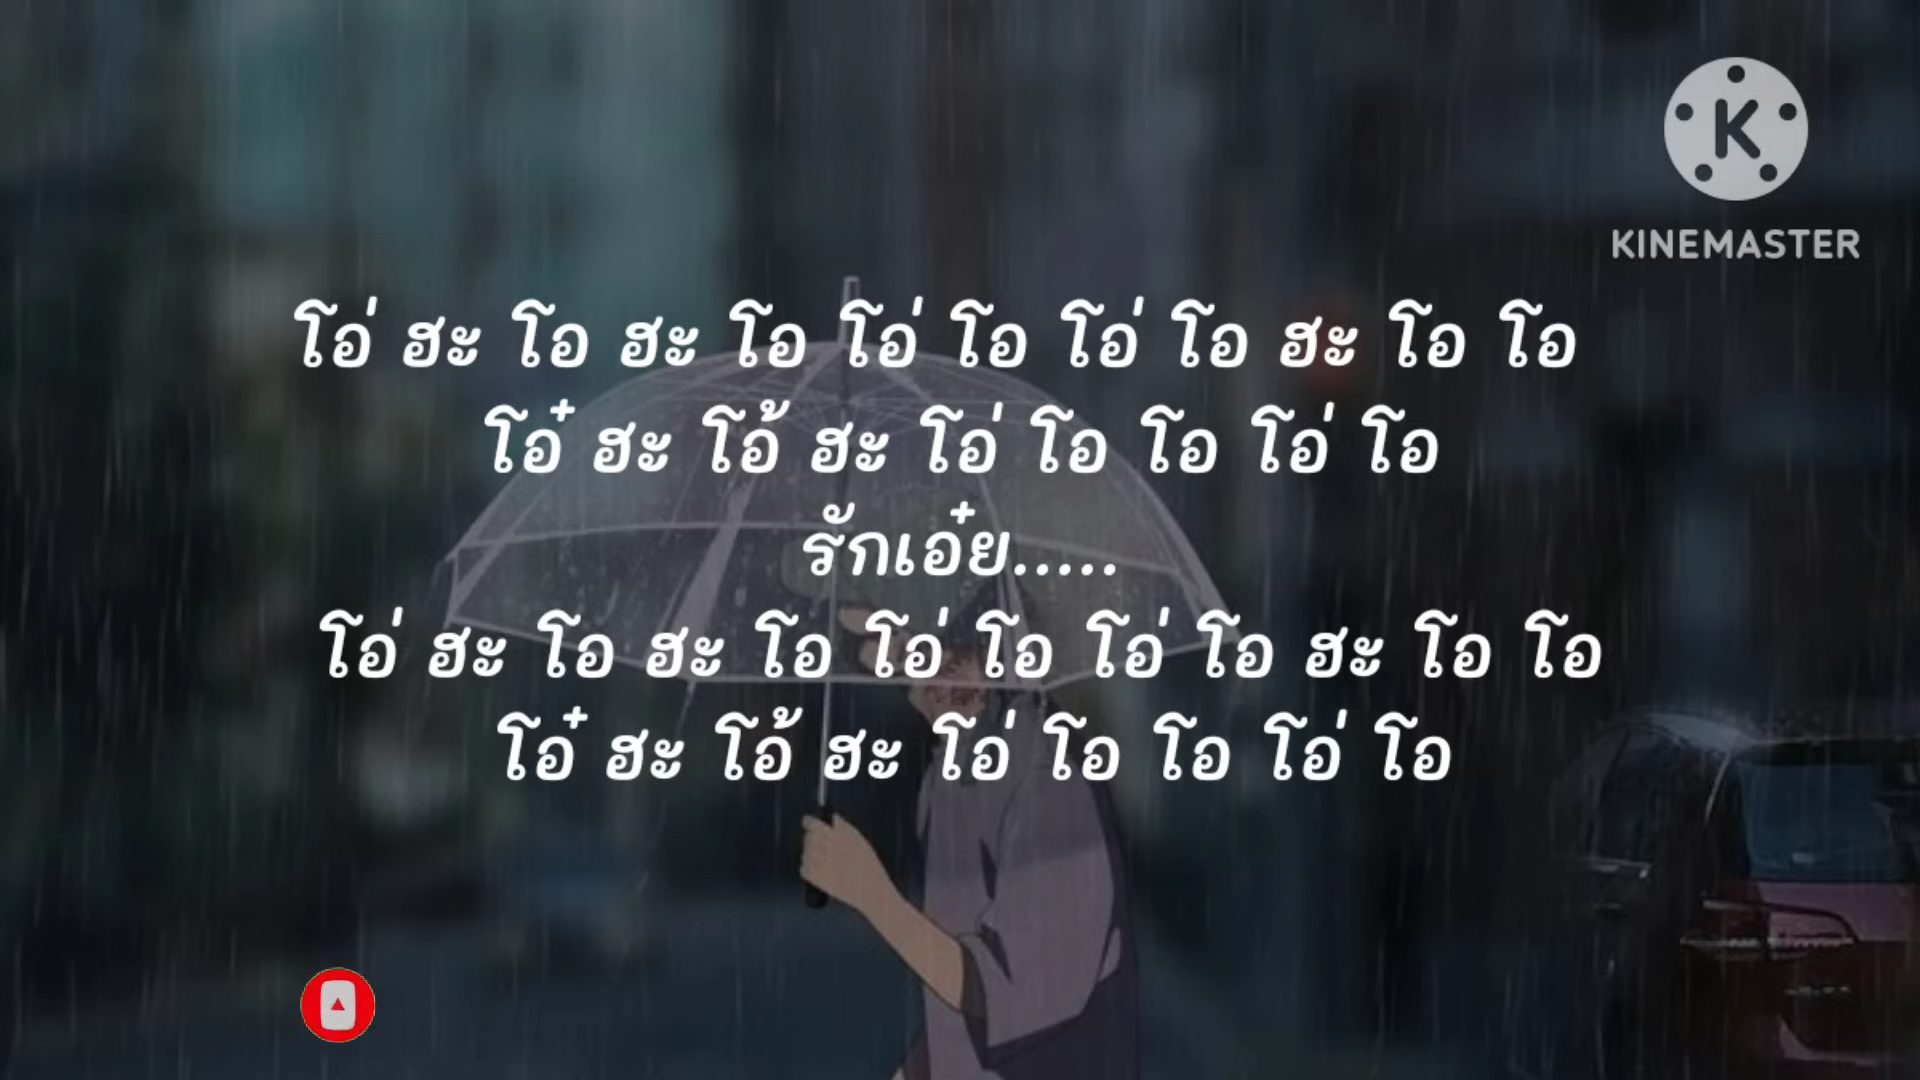 K
KINEMASTER
โอ่ ฮะ โอ ฮะ โอ โอ่ โอ โอ่ โอ ฮะ โอ โอ
โอ๋ ฮะ โอ้ ฮะ โอ่ โอ โอ โอ่ โอ
รักเอ๋ย.....
โอ่ ฮะ โอ ฮะ โอ โอ่ โอ โอ่ โอ ฮะ โอ โอ
โอ๋ ฮะ โอ้ ฮะ โอ่ โอ โอ โอ่ โอ